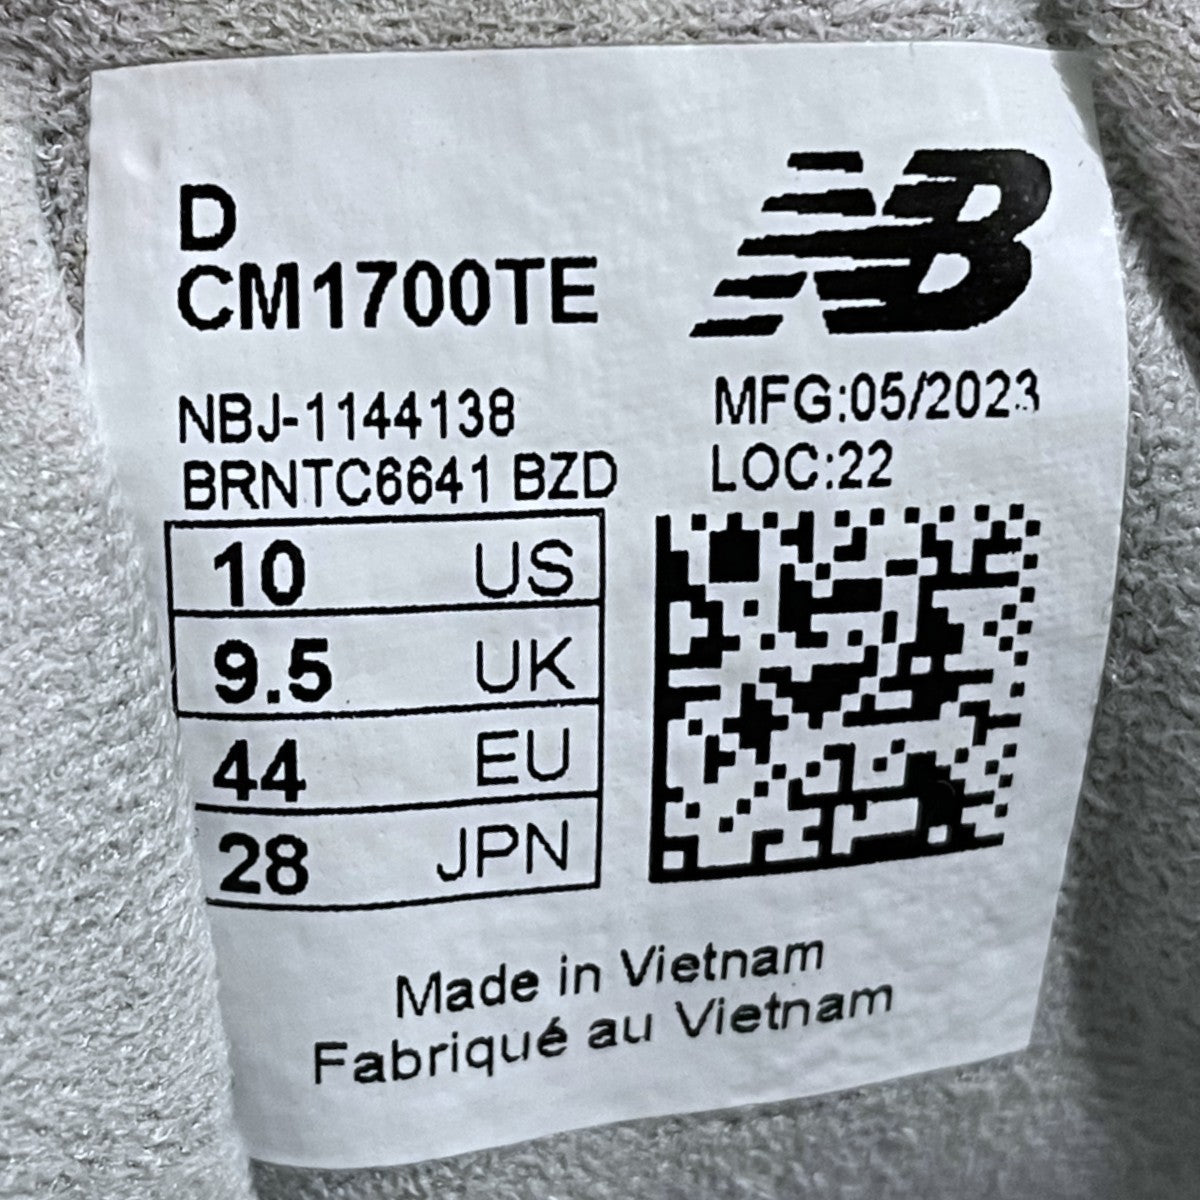 D
CM1700TE
NB
NBJ-1144138
MFG:05/2023
BRNTC6641 BZD
LOC:22
10 US
9.5 UK
44 EU
28 JPN
Made in Vietnam
Fabriqué au Vietnam